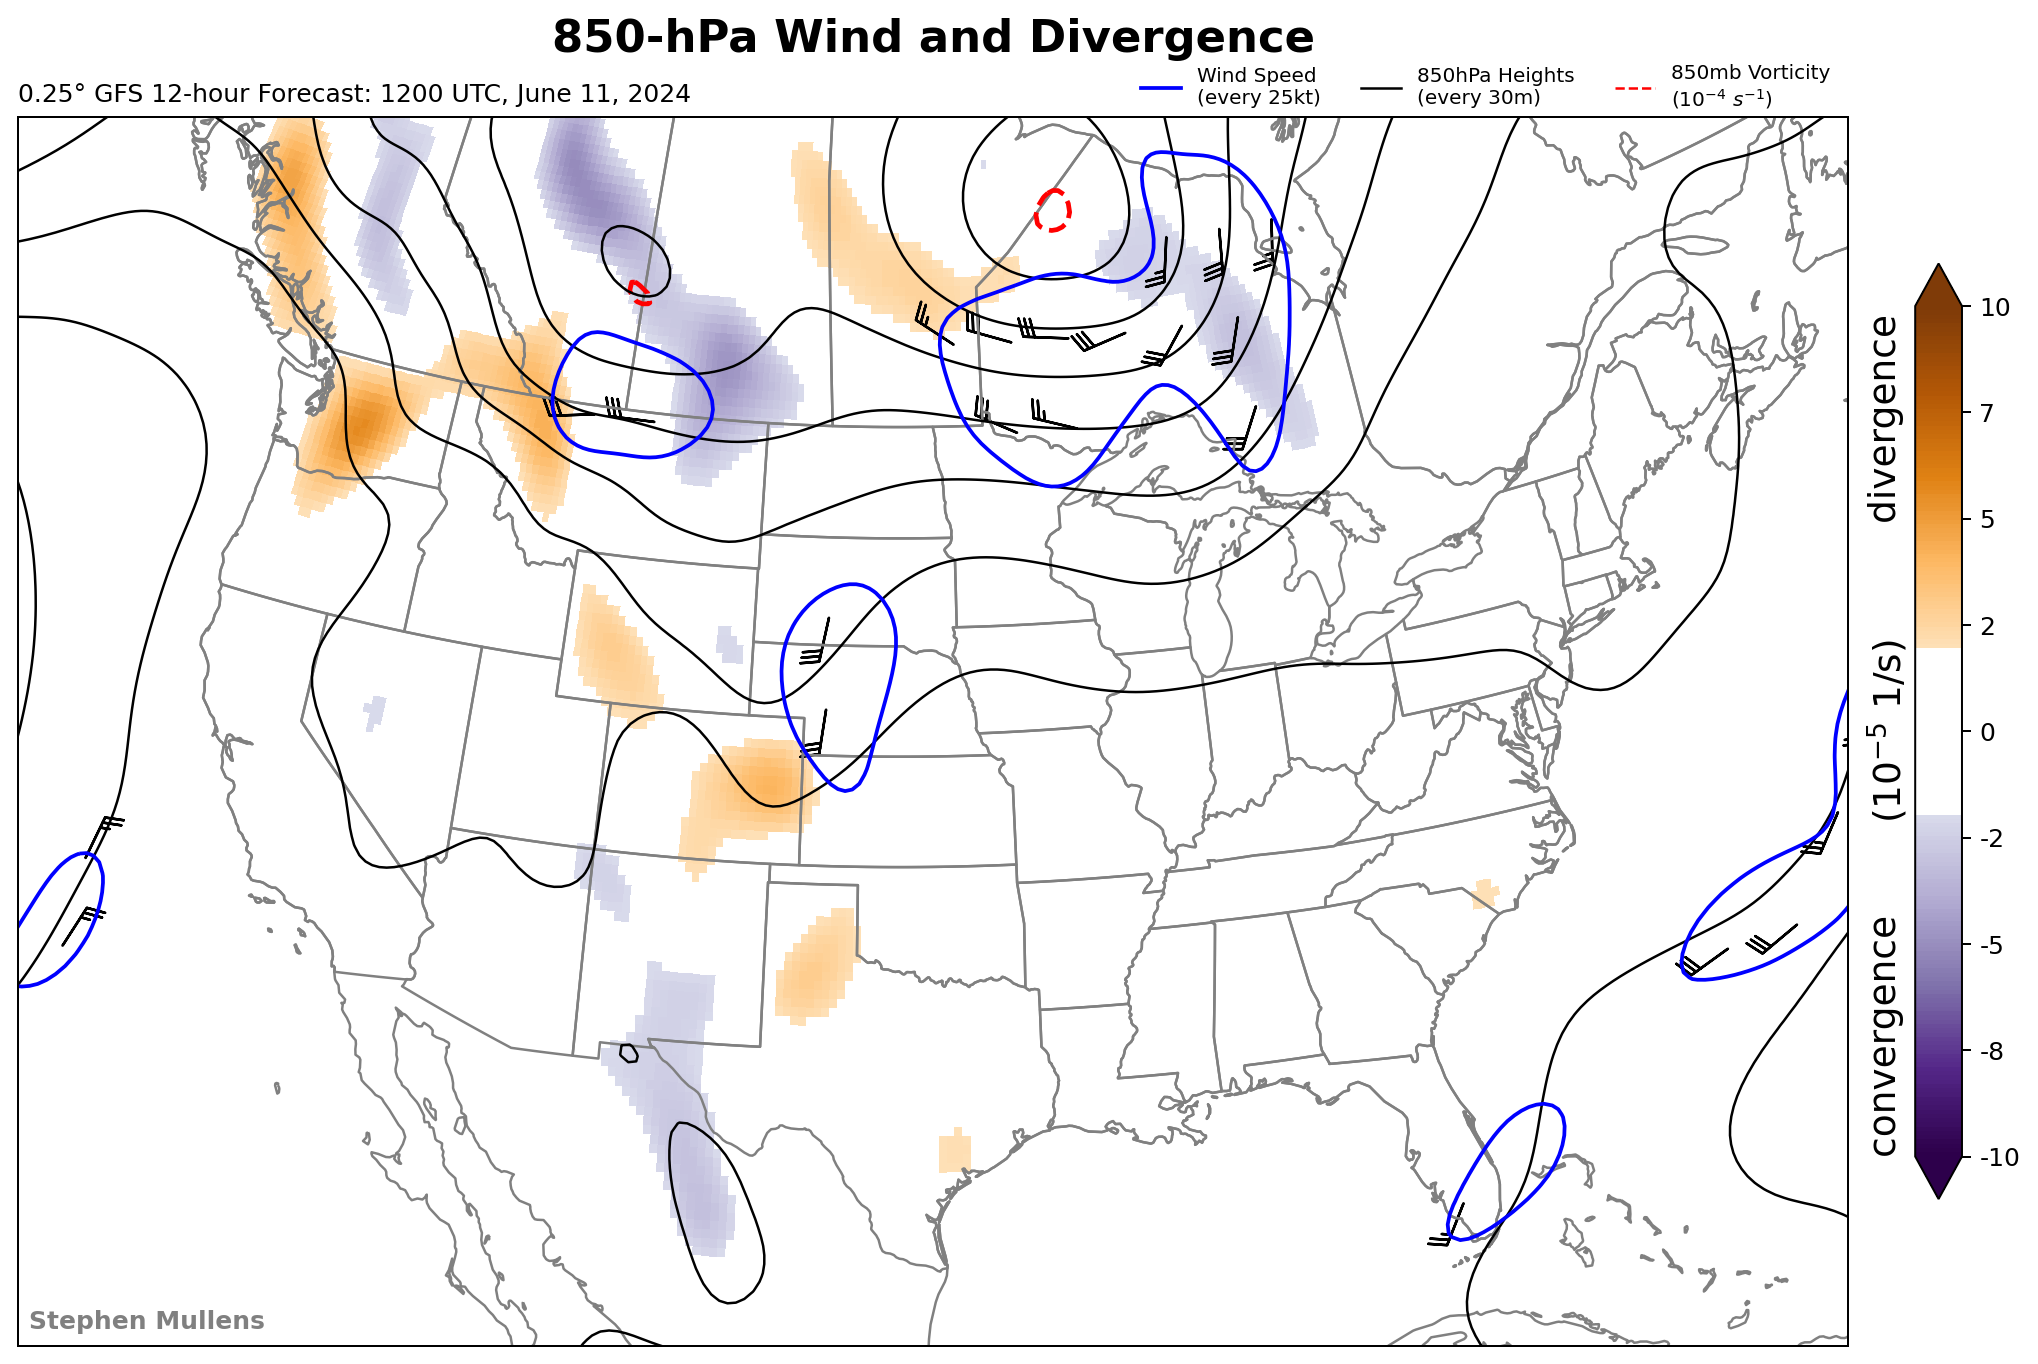 850-hPa Wind and Divergence
0.25° GFS 12-hour Forecast: 1200 UTC, June 11, 2024
Wind Speed
(every 25kt)
850hPa Heights
(every 30m)
850mb Vorticity
(10⁻⁴ s⁻¹)
10
7
5
2
0
-2
-5
-8
-10
convergence (10⁻⁵ 1/s) divergence
Stephen Mullens